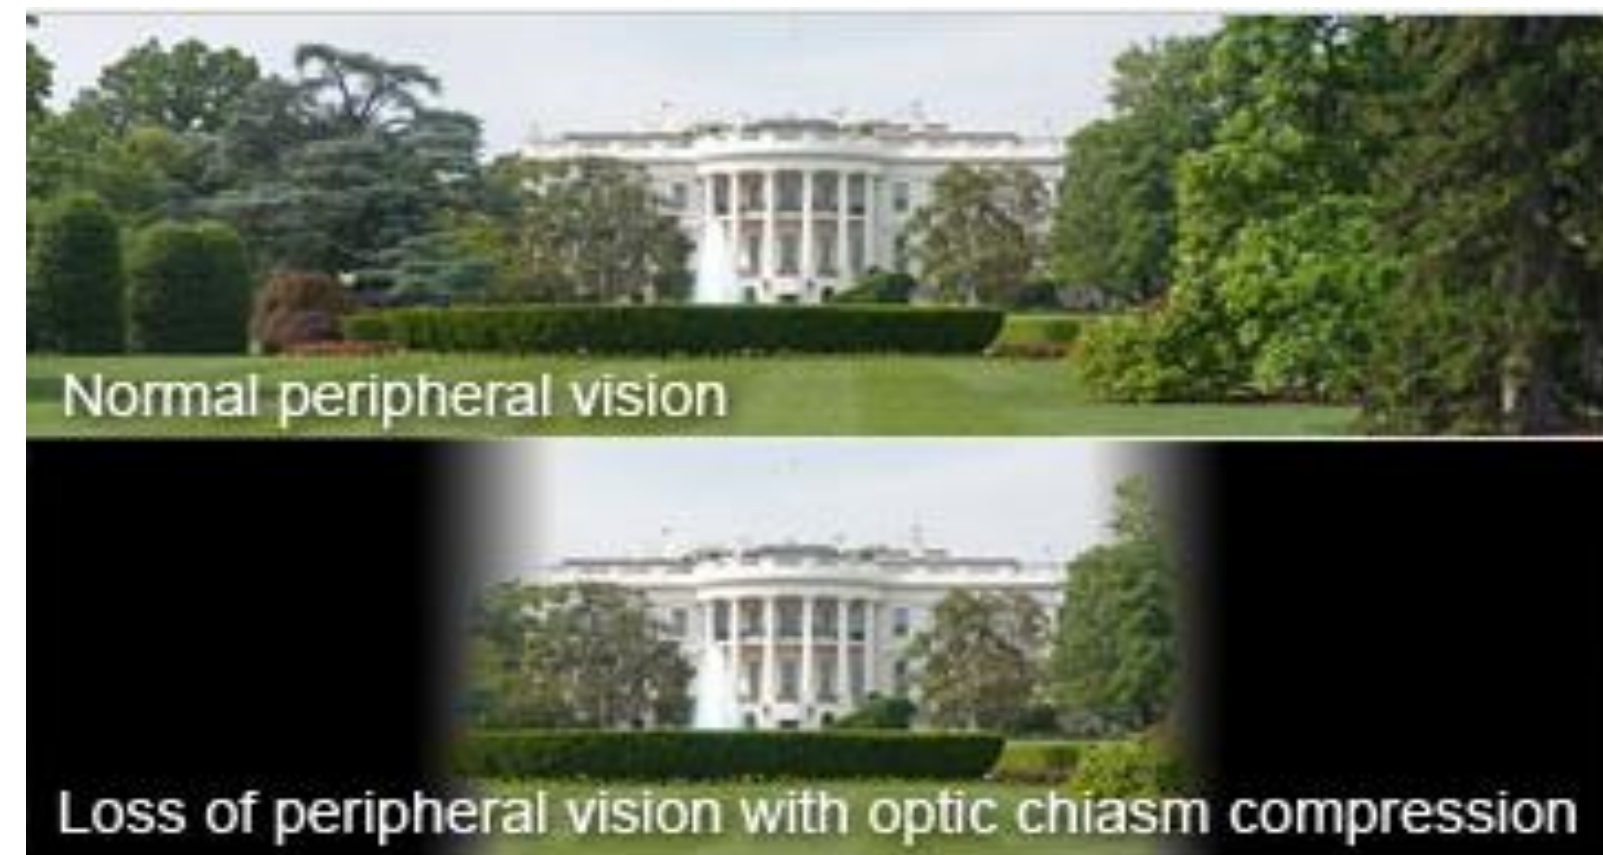 Normal peripheral vision
Loss of peripheral vision with optic chiasm compression